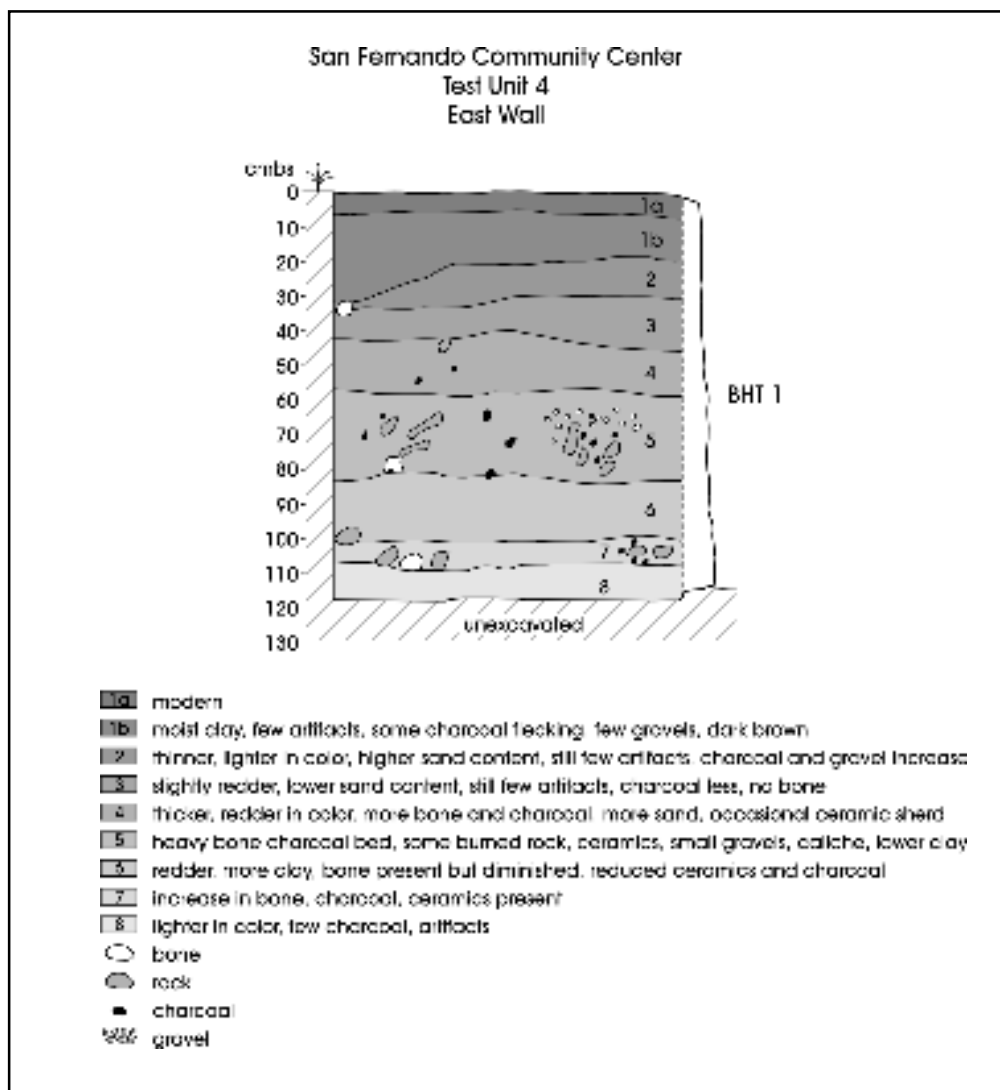 San Fernando Community Center
Test Unit 4
East Wall
cmbs
0
10
20
30
40
50
60
70
80
90
100
110
120
130
1a
1b
2
3
4
5
6
7
8
BHT 1
unexcavated
1a modern
1b moist clay, few artifacts, some charcoal flecking, few gravels, dark brown
2 thinner, lighter in color, higher sand content, still few artifacts, charcoal and gravel increase
3 slightly redder, lower sand content, still few artifacts, charcoal less, no bone
4 thicker, redder in color, more bone and charcoal, more sand, occasional ceramic sherd
5 heavy bone charcoal bed, some burned rock, ceramics, small gravels, caliche, lower clay
6 redder, more clay, bone present but diminished, reduced ceramics and charcoal
7 increase in bone, charcoal, ceramics present
8 lighter in color, few charcoal, artifacts
bone
rock
charcoal
gravel